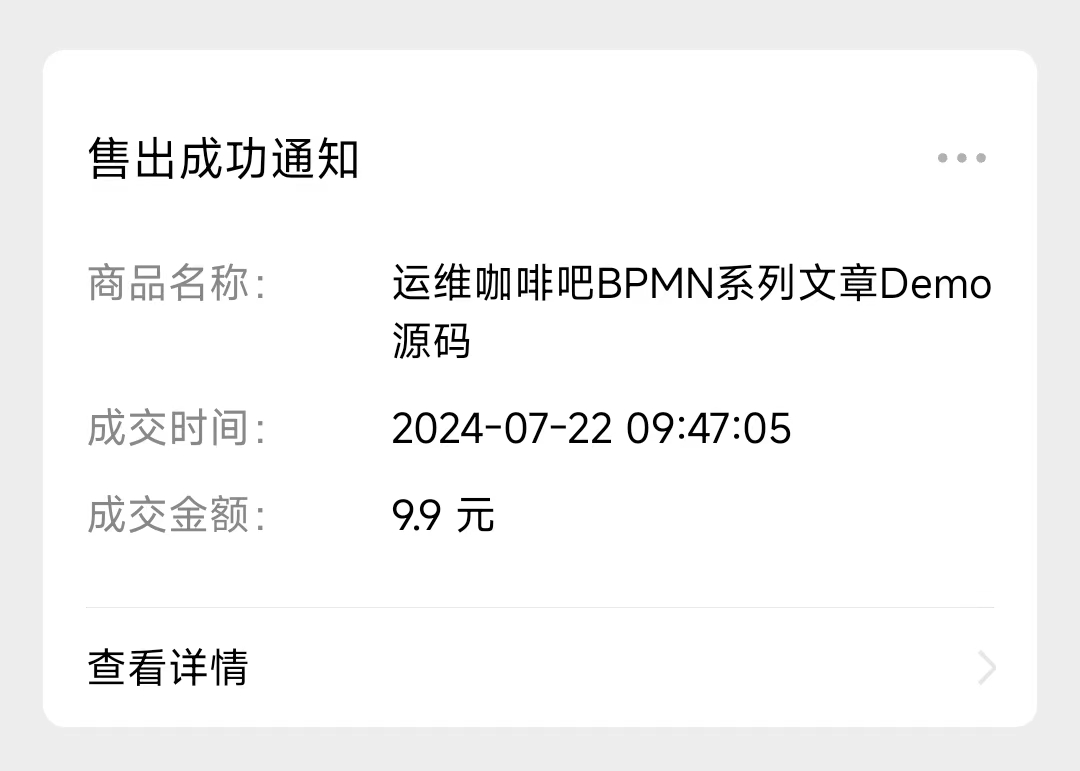 售出成功通知
商品名称：
运维咖啡吧BPMN系列文章Demo
源码
成交时间：
2024-07-22 09:47:05
成交金额：
9.9 元
查看详情